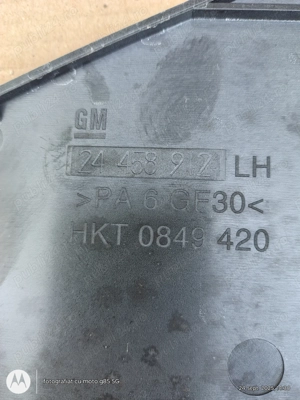 GM
24 458 912 LH
>PA 6 GF30<
HKT 0849 420
fotografiat cu moto g85 5G